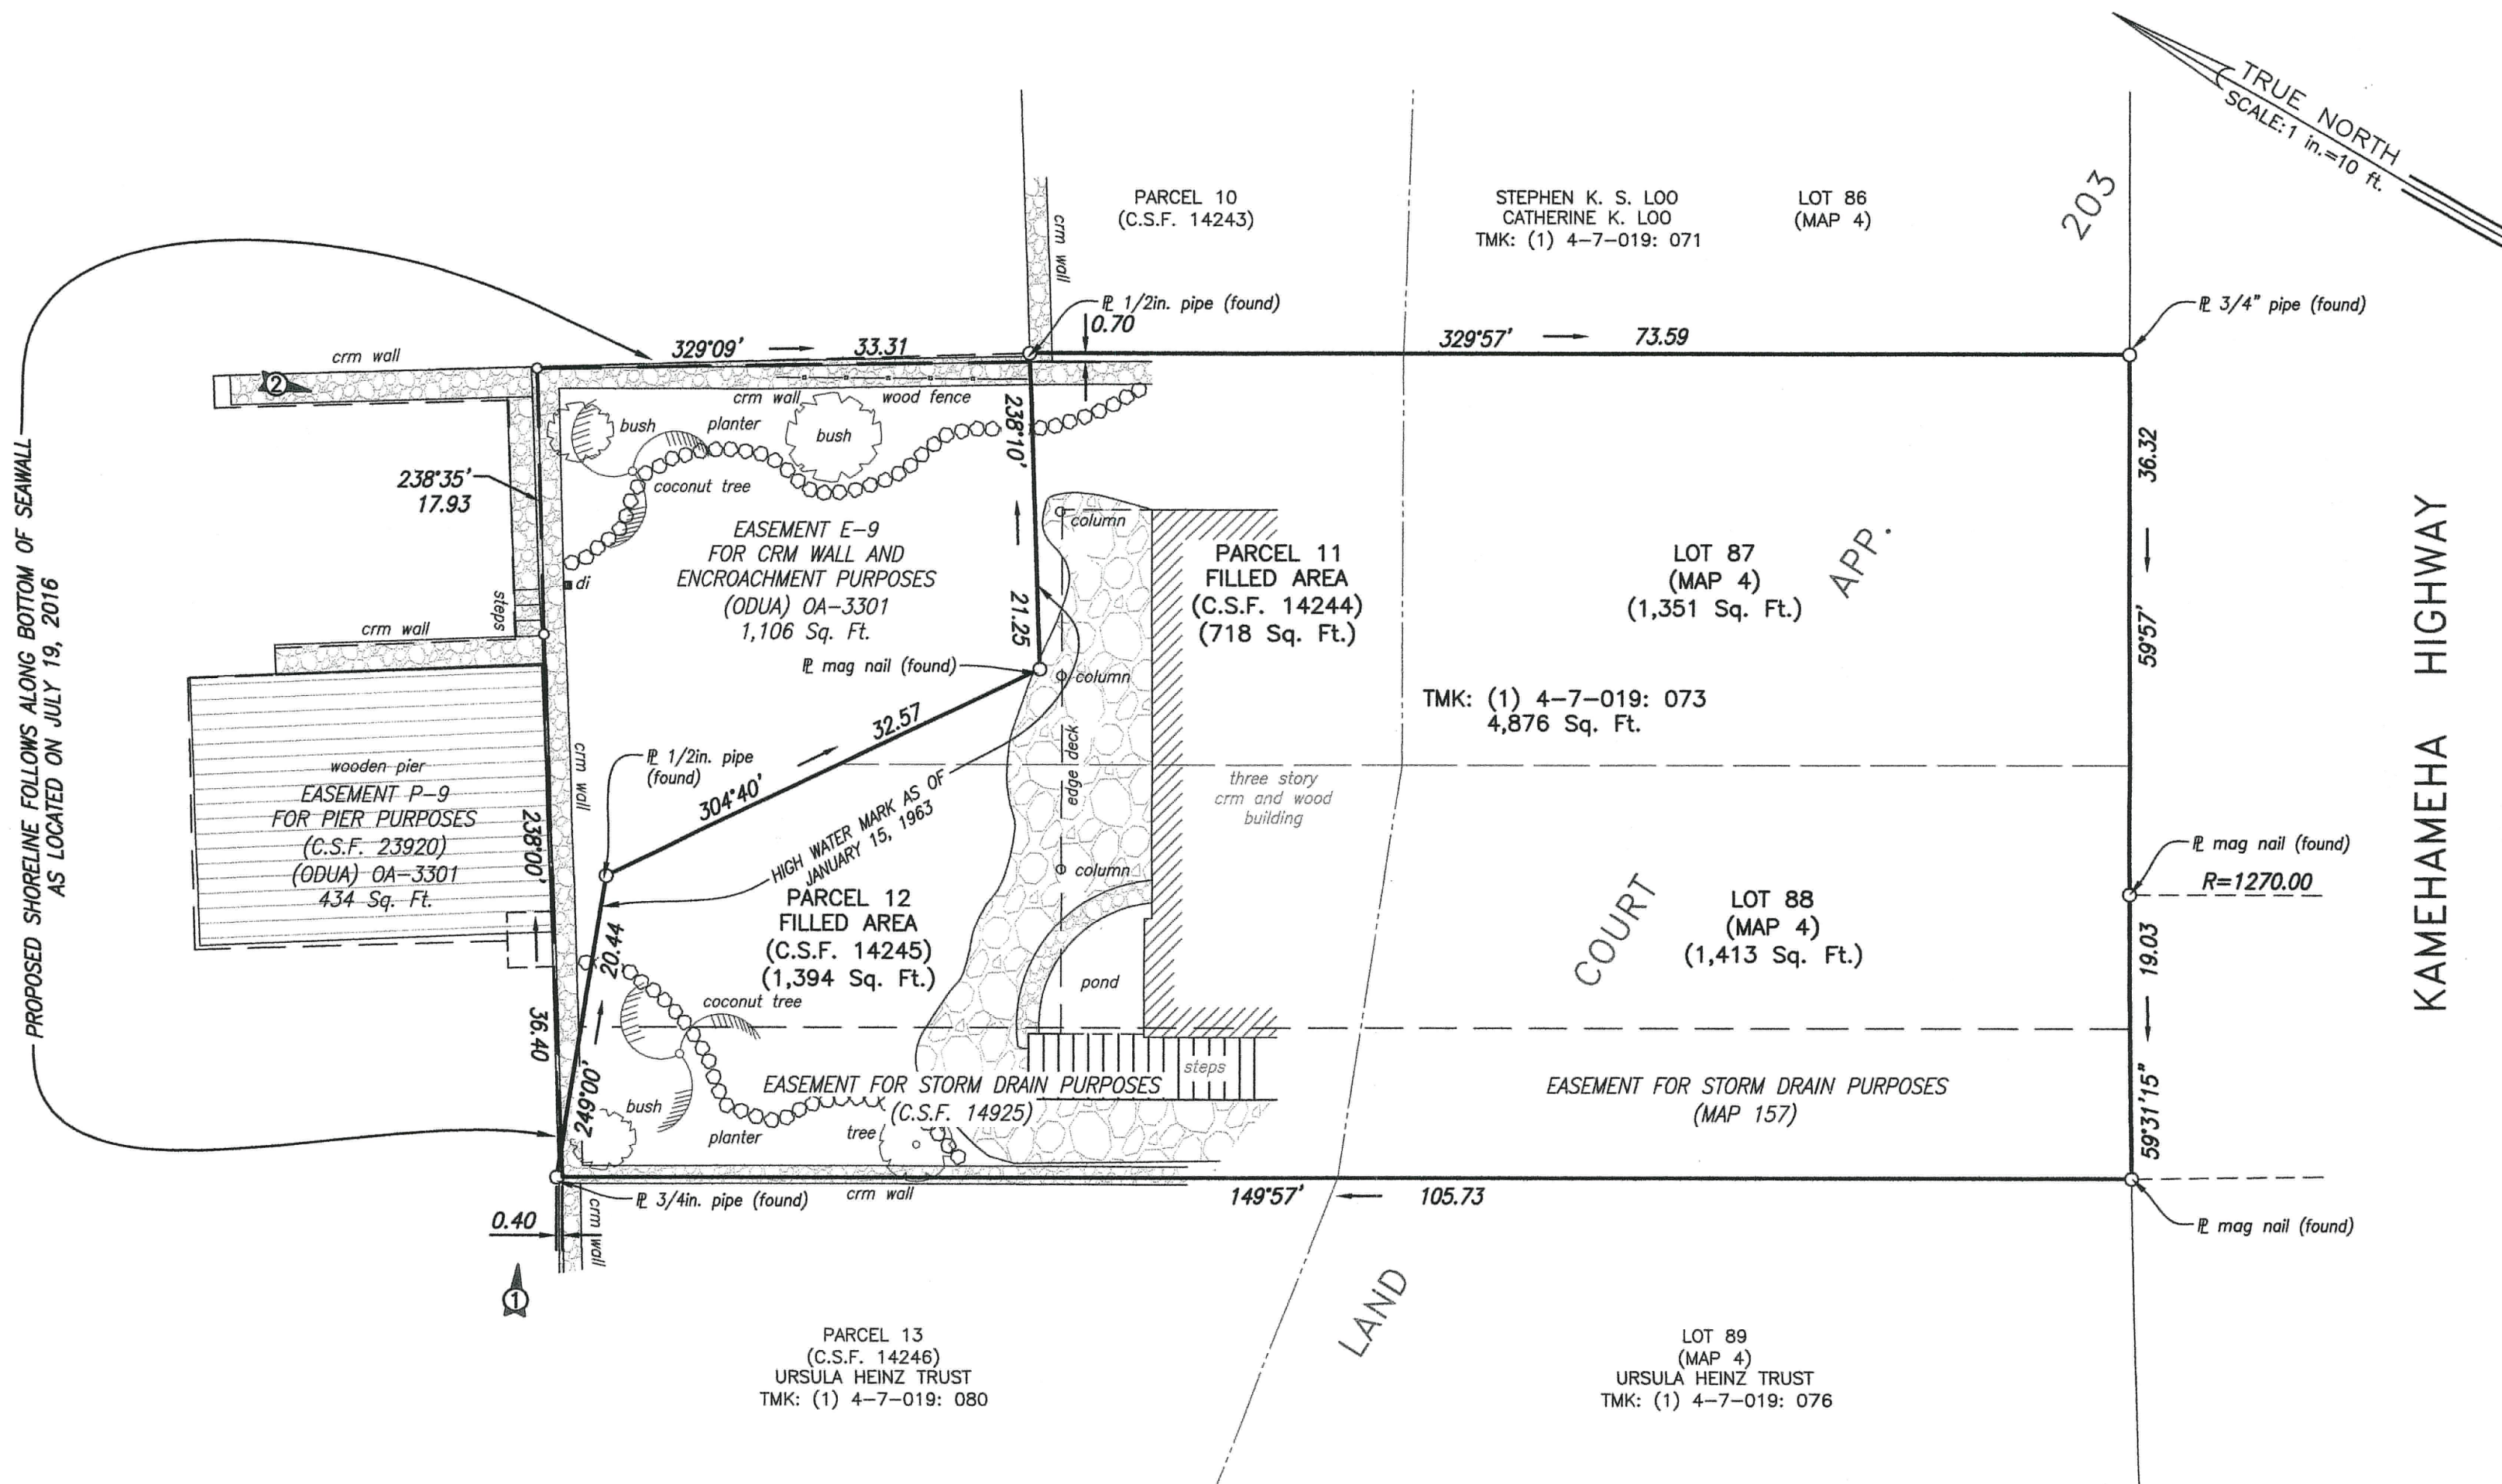 TRUE NORTH
SCALE: 1 in.=10 ft.
203
PARCEL 10
(C.S.F. 14243)
STEPHEN K. S. LOO
CATHERINE K. LOO
TMK: (1) 4-7-019: 071
LOT 86
(MAP 4)
crm wall
℄ 1/2in. pipe (found)
0.70
℄ 3/4" pipe (found)
329°09' 33.31
329°57' 73.59
crm wall
2
crm wall
wood fence
bush
planter
bush
coconut tree
238°10'
21.25
238°35'
17.93
36.32
59°57'
PROPOSED SHORELINE FOLLOWS ALONG BOTTOM OF SEAWALL
AS LOCATED ON JULY 19, 2016
EASEMENT E-9
FOR CRM WALL AND
ENCROACHMENT PURPOSES
(ODUA) OA-3301
1,106 Sq. Ft.
di
steps
crm wall
column
PARCEL 11
FILLED AREA
(C.S.F. 14244)
(718 Sq. Ft.)
LOT 87
(MAP 4)
(1,351 Sq. Ft.)
APP.
KAMEHAMEHA HIGHWAY
℄ mag nail (found)
column
TMK: (1) 4-7-019: 073
4,876 Sq. Ft.
32.57
304°40'
℄ 1/2in. pipe
(found)
crm wall
wooden pier
EASEMENT P-9
FOR PIER PURPOSES
(C.S.F. 23920)
(ODUA) OA-3301
434 Sq. Ft.
238°00'
36.40
edge deck
three story
crm and wood
building
HIGH WATER MARK AS OF
JANUARY 15, 1963
column
℄ mag nail (found)
R=1270.00
PARCEL 12
FILLED AREA
(C.S.F. 14245)
(1,394 Sq. Ft.)
LOT 88
(MAP 4)
(1,413 Sq. Ft.)
COURT
19.03
59°31'15"
20.44
249°00'
pond
coconut tree
steps
EASEMENT FOR STORM DRAIN PURPOSES
(C.S.F. 14925)
EASEMENT FOR STORM DRAIN PURPOSES
(MAP 157)
bush
planter
tree
℄ 3/4in. pipe (found)
crm wall
149°57' 105.73
℄ mag nail (found)
0.40
crm wall
1
LAND
PARCEL 13
(C.S.F. 14246)
URSULA HEINZ TRUST
TMK: (1) 4-7-019: 080
LOT 89
(MAP 4)
URSULA HEINZ TRUST
TMK: (1) 4-7-019: 076